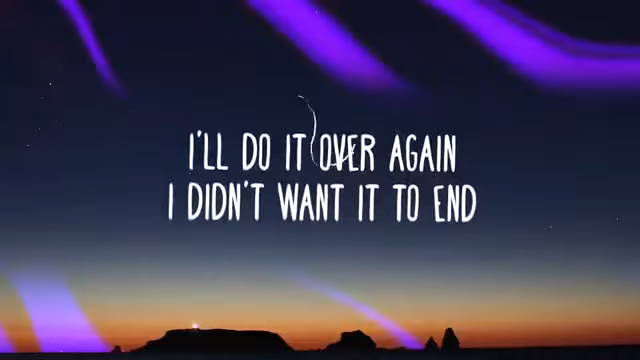 I'LL DO IT OVER AGAIN
I DIDN'T WANT IT TO END